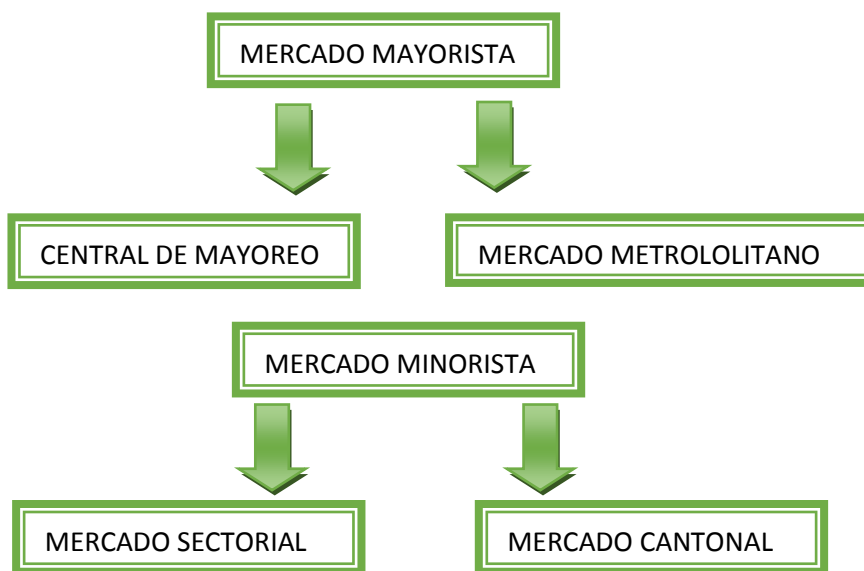 MERCADO MAYORISTA
CENTRAL DE MAYOREO
MERCADO METROLOLITANO
MERCADO MINORISTA
MERCADO SECTORIAL
MERCADO CANTONAL